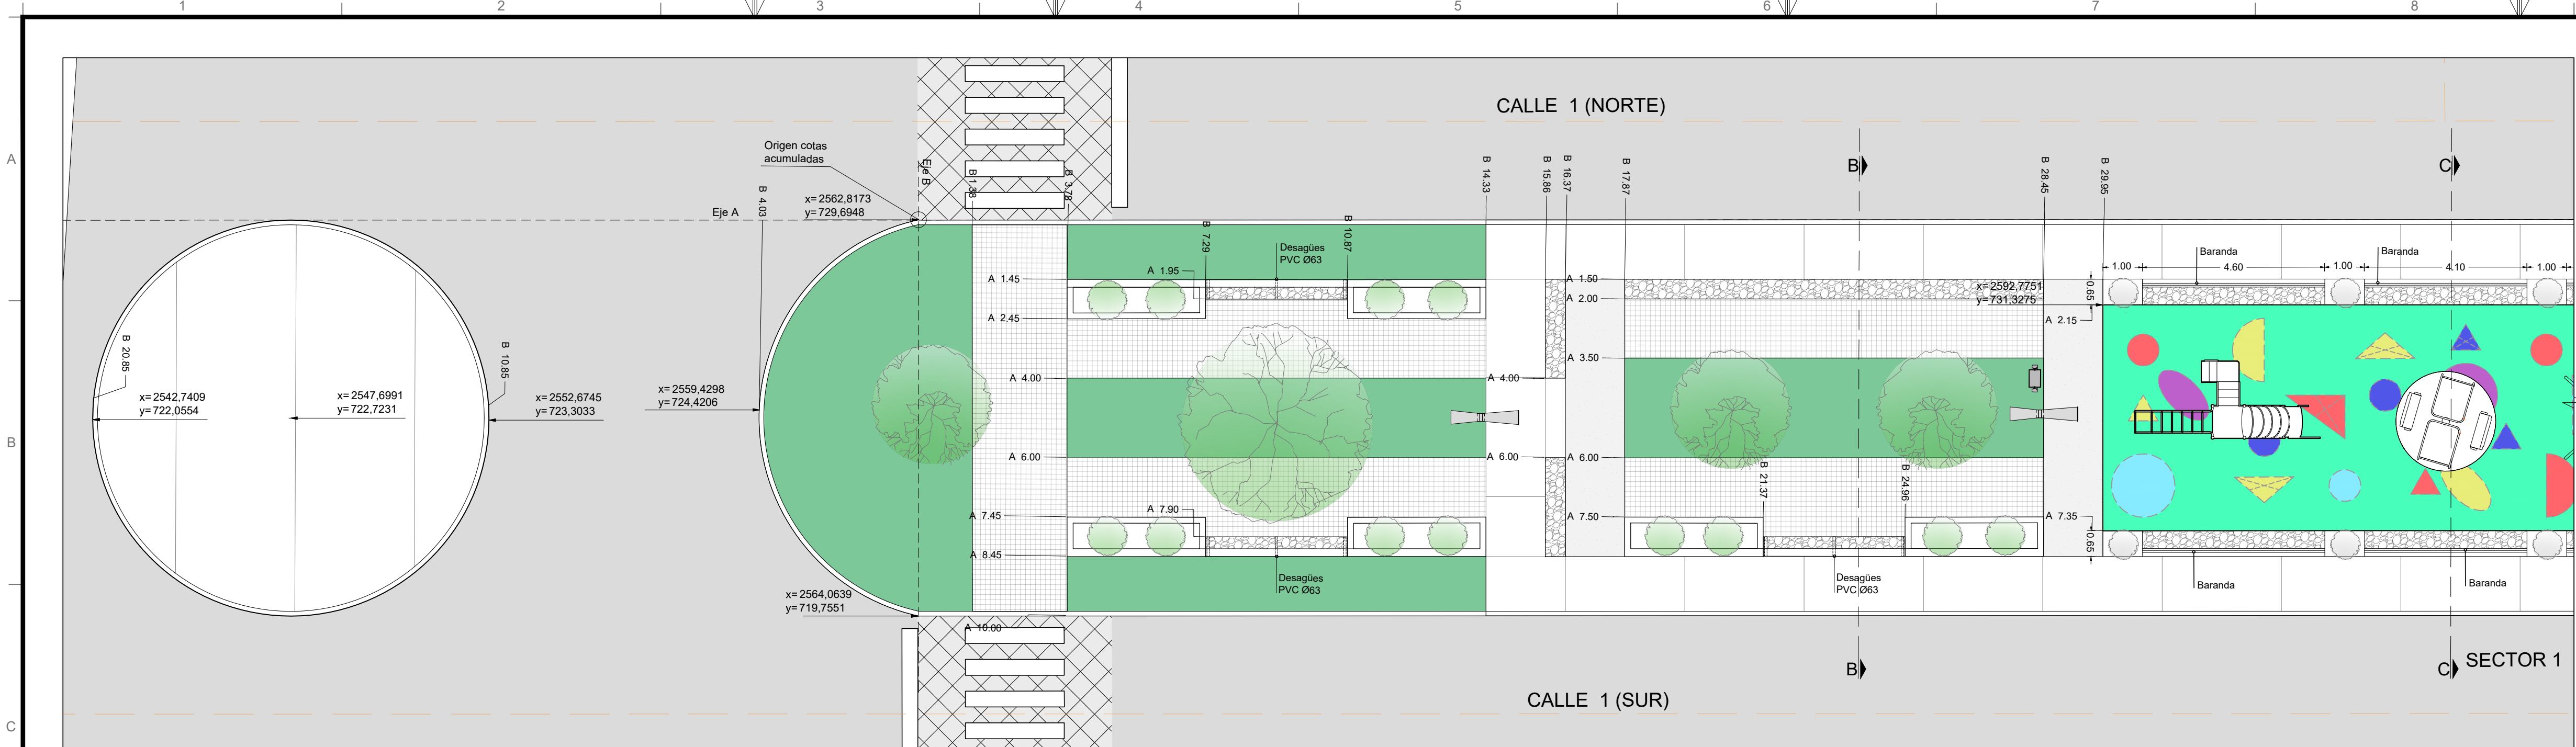 1 2 3 4 5 6 7 8
A
B
C
CALLE 1 (NORTE)
Origen cotas
acumuladas
Eje A
Eje B
x= 2562,8173
y= 729,6948
B 4.03
B 1.38
B 3.78
B 7.29
B 10.87
B 14.33
B 15.86
B 16.37
B 17.87
B 28.45
B 29.95
B
C
Desagües
PVC Ø63
Baranda
Baranda
1.00
4.60
1.00
4.10
1.00
0.65
A 1.45
A 1.95
A 2.45
A 1.50
A 2.00
x= 2592,7751
y= 731,3275
A 2.15
A 3.50
A 4.00
A 4.00
B 20.85
B 10.85
x= 2542,7409
y= 722,0554
x= 2547,6991
y= 722,7231
x= 2552,6745
y= 723,3033
x= 2559,4298
y= 724,4206
A 6.00
A 6.00
A 6.00
B 21.37
B 24.96
A 7.45
A 7.90
A 7.50
A 7.35
A 8.45
0.65
Desagües
PVC Ø63
Desagües
PVC Ø63
Baranda
Baranda
x= 2564,0639
y= 719,7551
A 10.00
B
C
SECTOR 1
CALLE 1 (SUR)